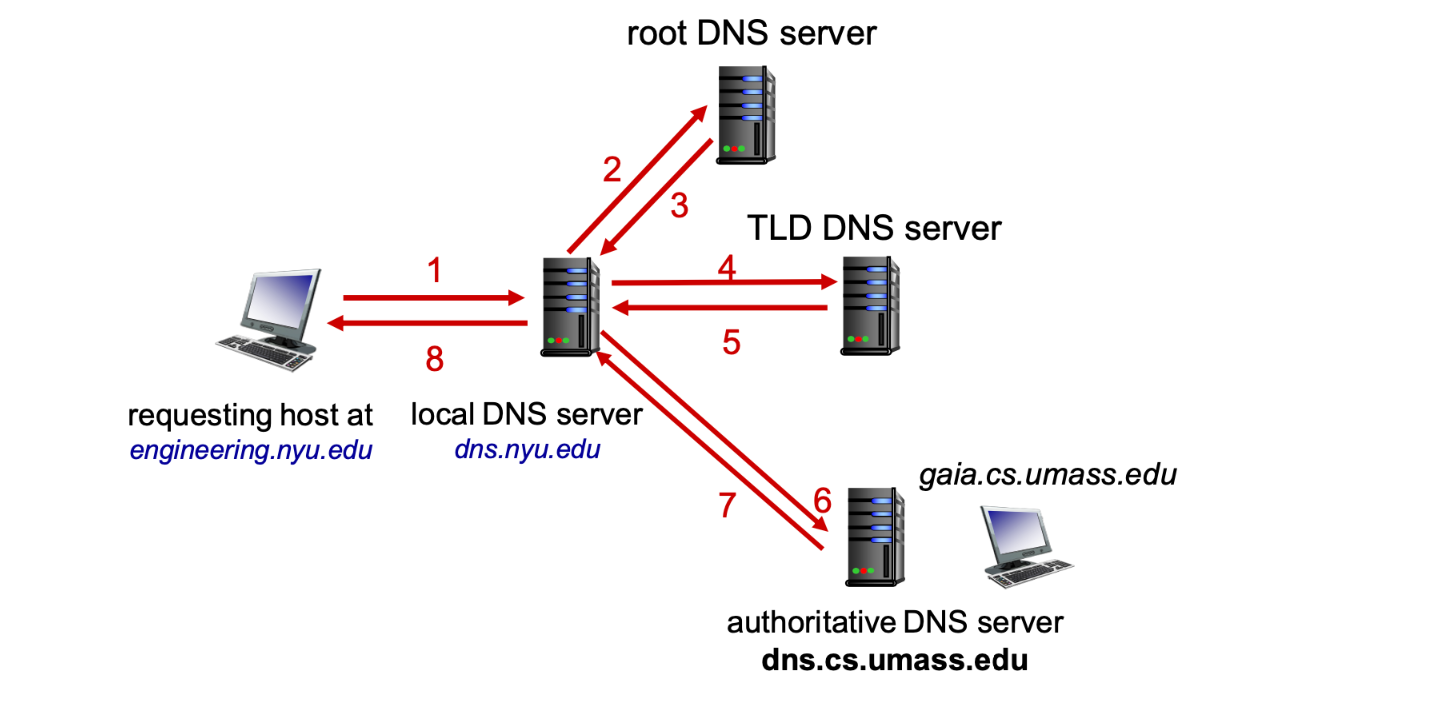 root DNS server
2
3
TLD DNS server
1
4
8
5
requesting host at
engineering.nyu.edu
local DNS server
dns.nyu.edu
gaia.cs.umass.edu
7
6
authoritative DNS server
dns.cs.umass.edu